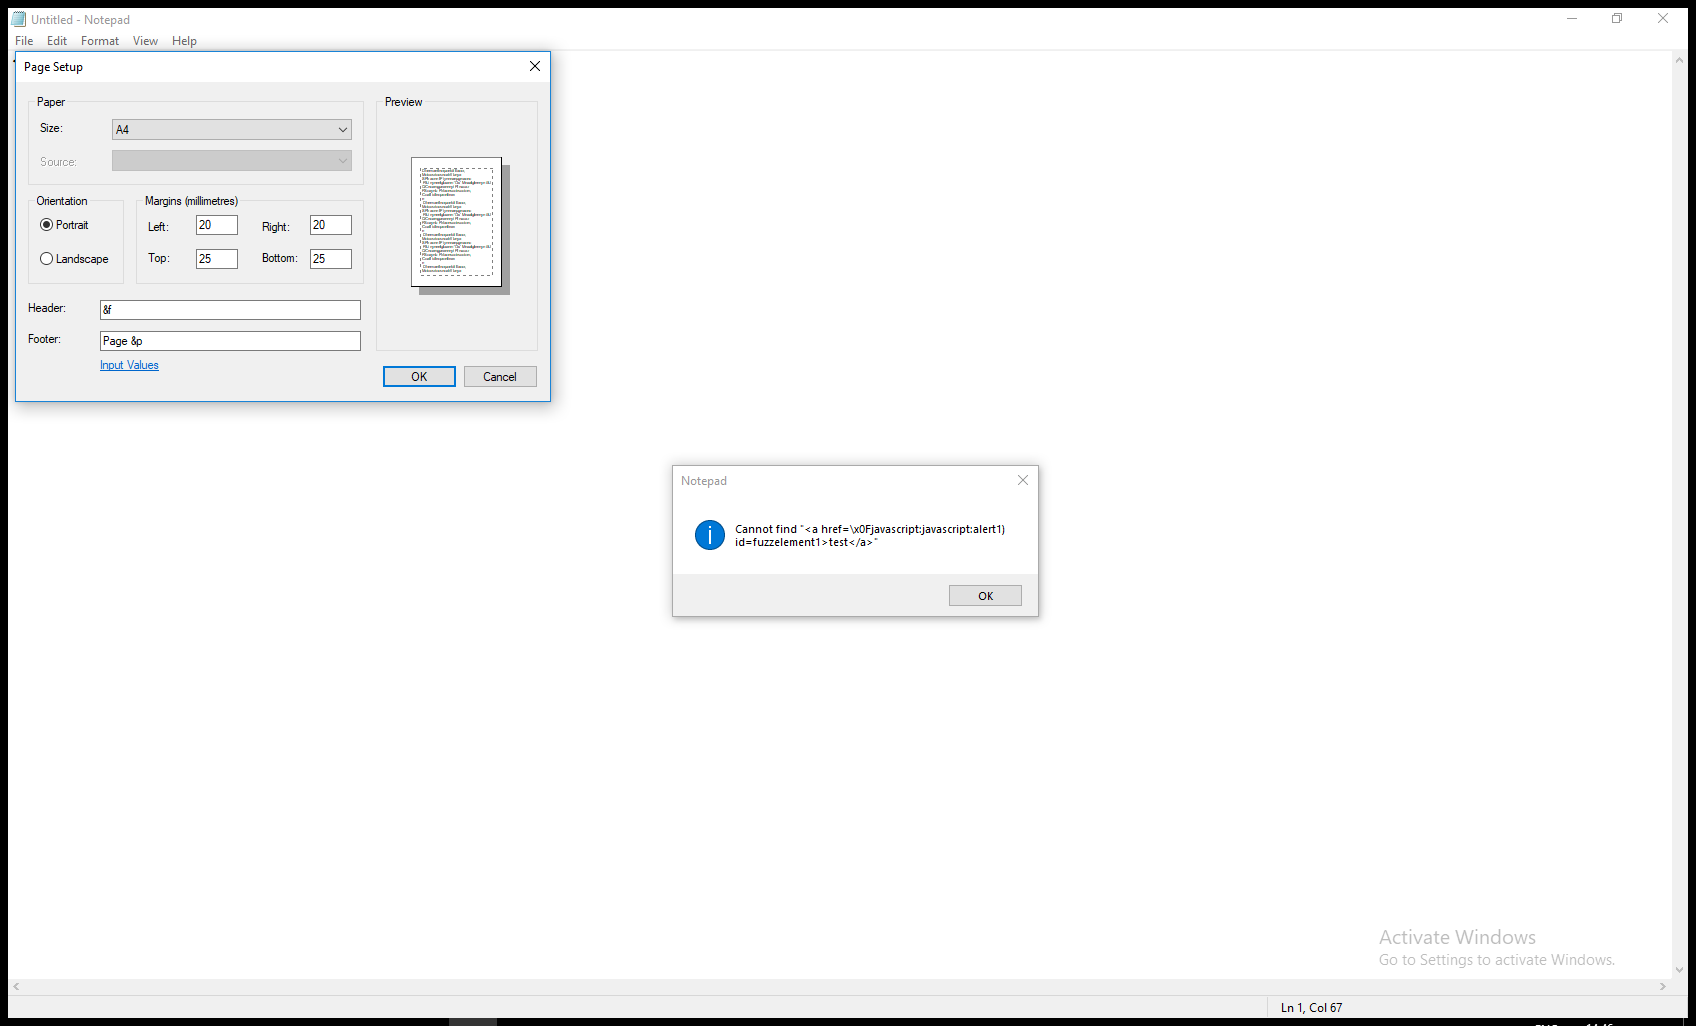 Untitled - Notepad
File Edit Format View Help
Page Setup
Paper
Size: A4
Source:
Orientation
Portrait
Landscape
Margins (millimetres)
Left: 20 Right: 20
Top: 25 Bottom: 25
Header: &f
Footer: Page &p
Input Values
Preview
OK Cancel
Notepad
Cannot find "<a href=\x0Fjavascript:javascript:alert1)
id=fuzzelement1>test</a>"
OK
Activate Windows
Go to Settings to activate Windows.
Ln 1, Col 67